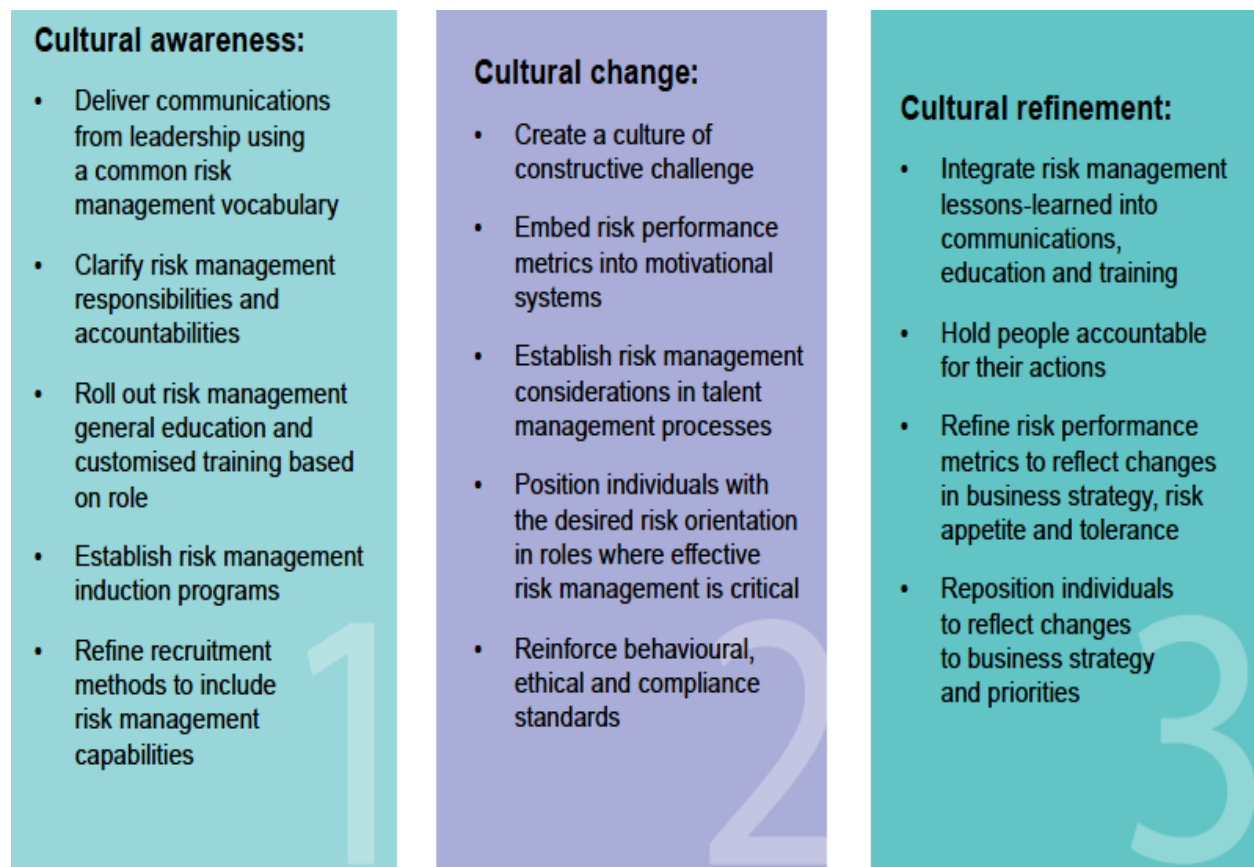 Cultural awareness:
• Deliver communications
from leadership using
a common risk
management vocabulary
• Clarify risk management
responsibilities and
accountabilities
• Roll out risk management
general education and
customised training based
on role
• Establish risk management
induction programs
• Refine recruitment
methods to include
risk management
capabilities
1
Cultural change:
• Create a culture of
constructive challenge
• Embed risk performance
metrics into motivational
systems
• Establish risk management
considerations in talent
management processes
• Position individuals with
the desired risk orientation
in roles where effective
risk management is critical
• Reinforce behavioural,
ethical and compliance
standards
2
Cultural refinement:
• Integrate risk management
lessons-learned into
communications,
education and training
• Hold people accountable
for their actions
• Refine risk performance
metrics to reflect changes
in business strategy, risk
appetite and tolerance
• Reposition individuals
to reflect changes
to business strategy
and priorities
3